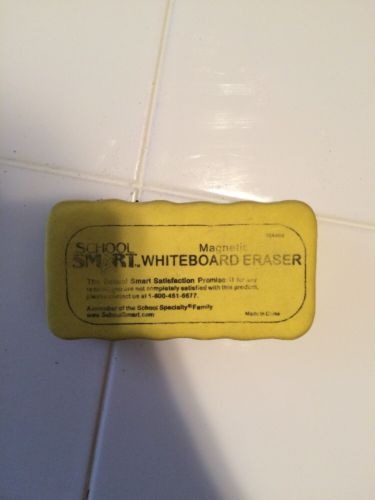 SCHOOL
SMART™
Magnetic
WHITEBOARD ERASER
The School Smart Satisfaction Promise: If for any
reason you are not completely satisfied with this product,
please contact us at 1-800-451-6677.
A member of the School Specialty® Family
www.SchoolSmart.com
Made in China